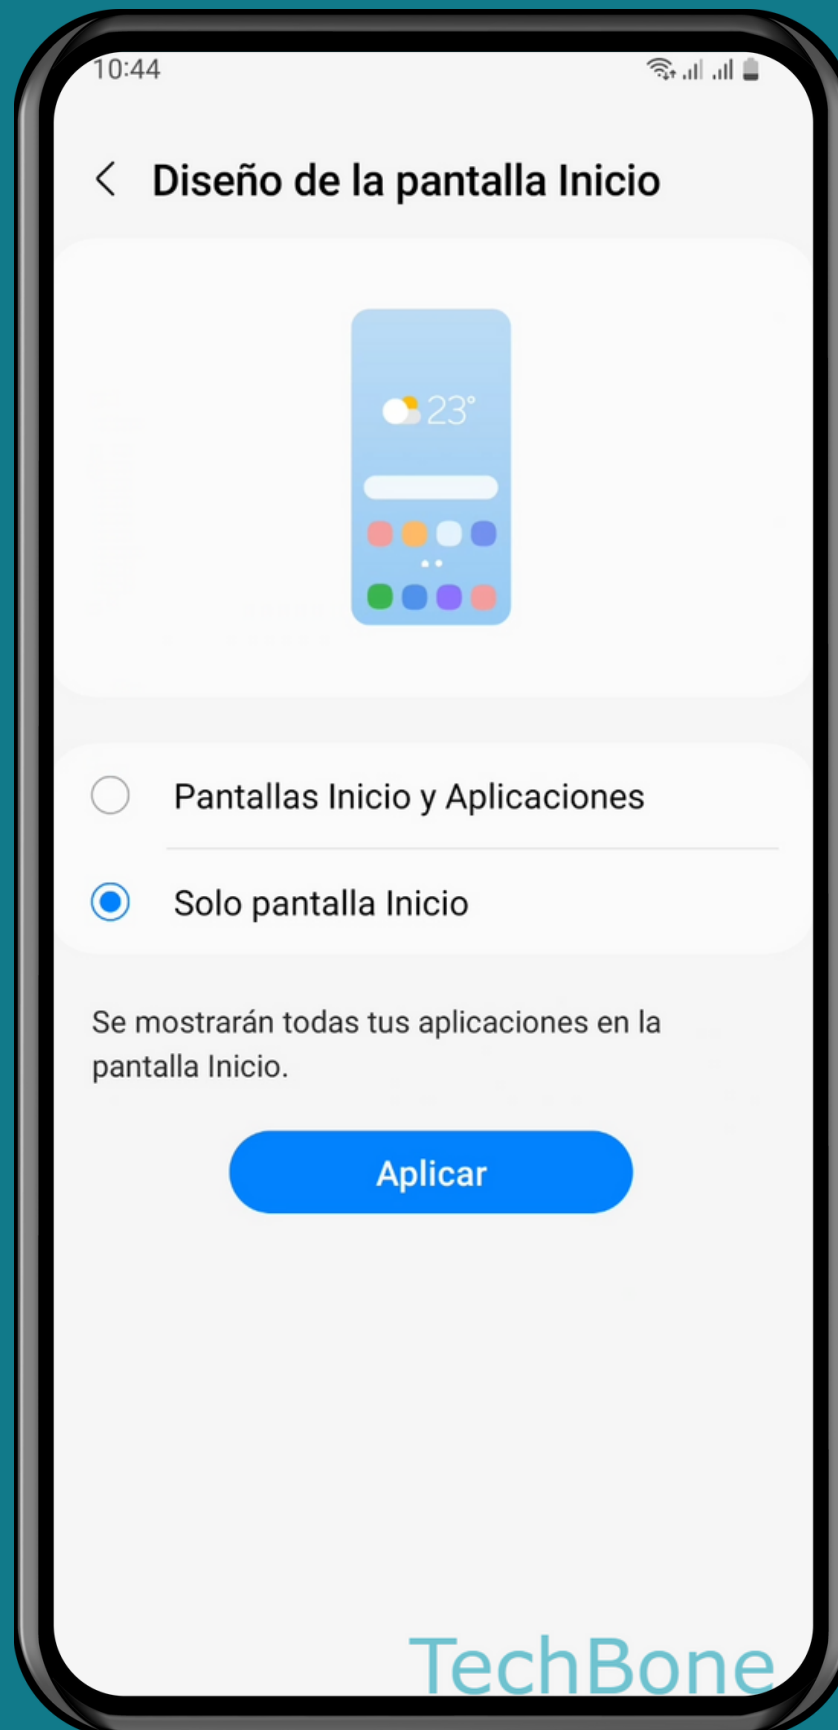 10:44
Diseño de la pantalla Inicio
23°
Pantallas Inicio y Aplicaciones
Solo pantalla Inicio
Se mostrarán todas tus aplicaciones en la
pantalla Inicio.
Aplicar
TechBone